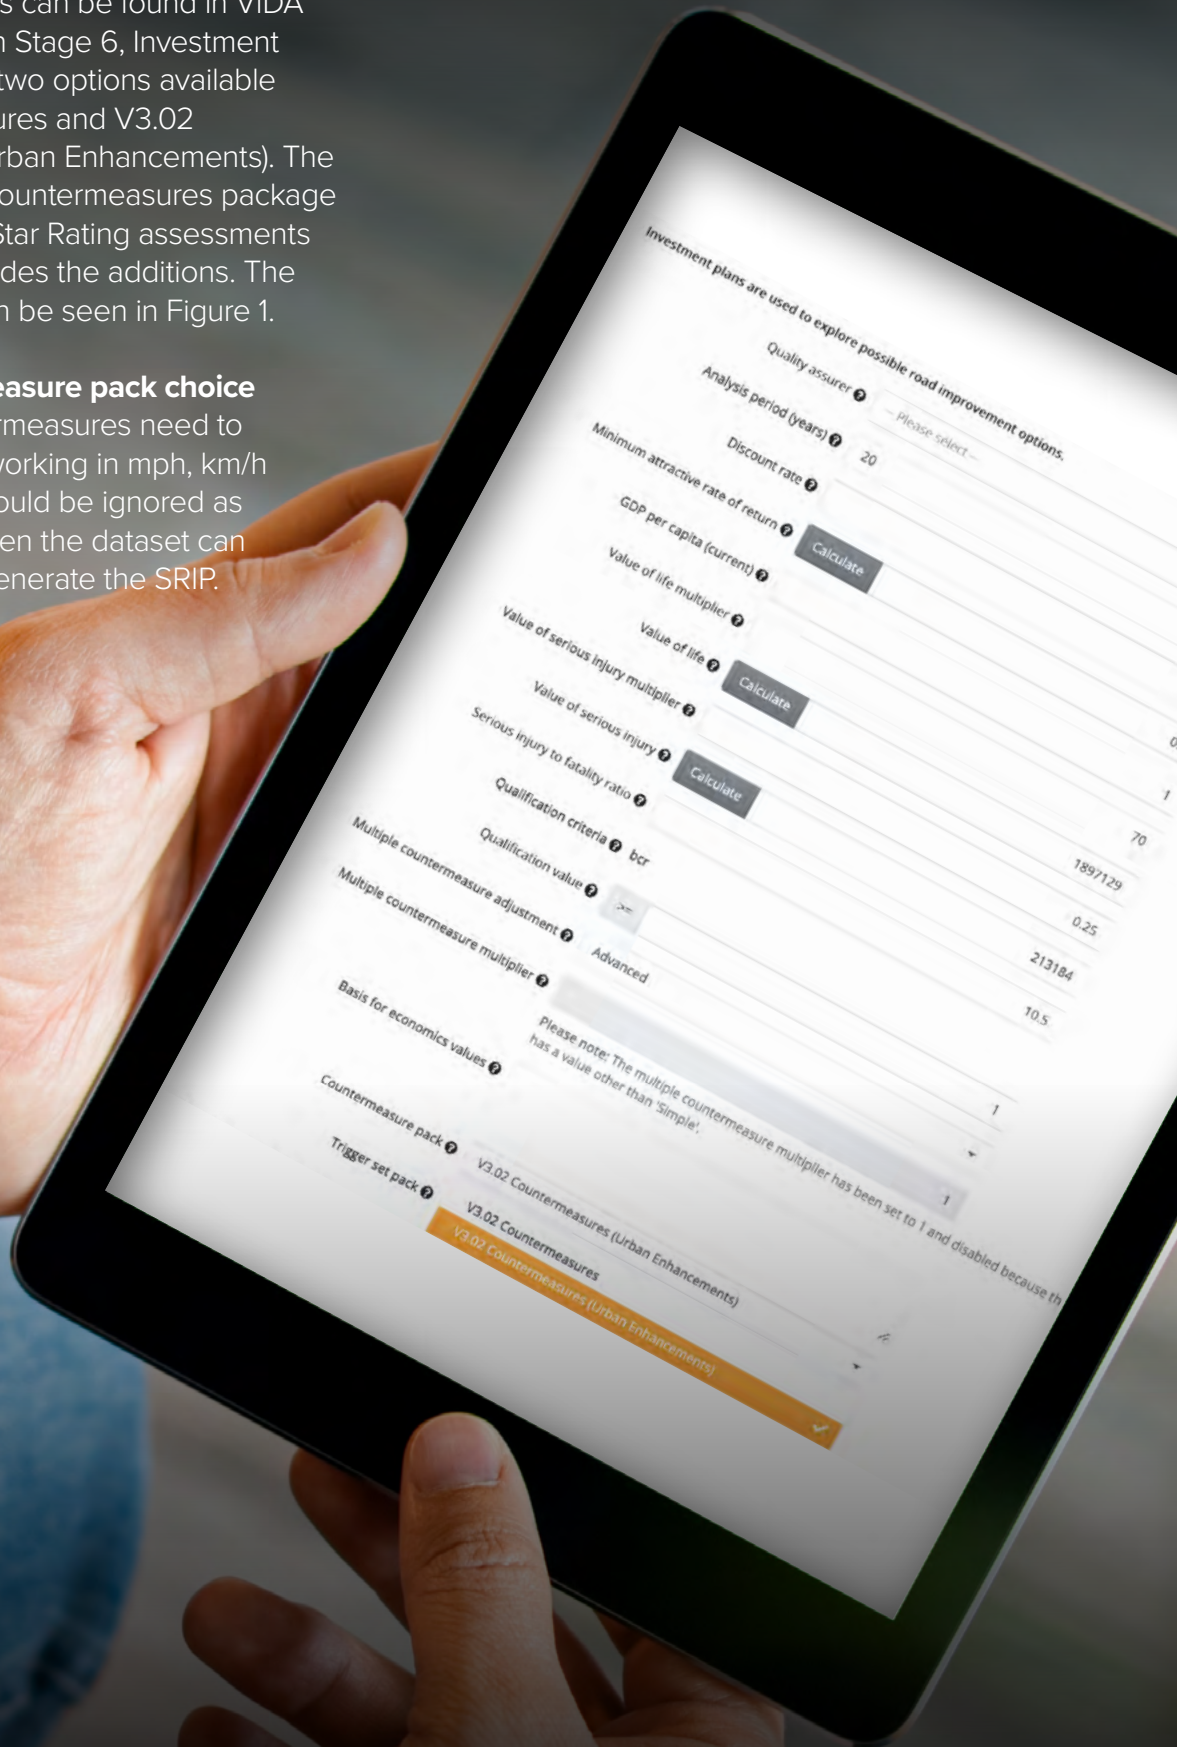 s can be found in ViDA
n Stage 6, Investment
two options available
ures and V3.02
rban Enhancements). The
ountermeasures package
Star Rating assessments
des the additions. The
n be seen in Figure 1.
easure pack choice
rmeasures need to
working in mph, km/h
ould be ignored as
en the dataset can
enerate the SRIP.
Investment plans are used to explore possible road improvement options.
Quality assurer -- Please select --
Analysis period (years) 20
Discount rate
Minimum attractive rate of return Calculate 0.
GDP per capita (current) 1
Value of life multiplier 70
Value of life Calculate 1897129
Value of serious injury multiplier 0.25
Value of serious injury Calculate 213184
Serious injury to fatality ratio 10.5
Qualification criteria bcr
Qualification value >= 1
Multiple countermeasure adjustment Advanced
Multiple countermeasure multiplier 1
Please note: The multiple countermeasure multiplier has been set to 1 and disabled because th
has a value other than 'Simple'.
Basis for economics values
Countermeasure pack V3.02 Countermeasures (Urban Enhancements)
Trigger set pack V3.02 Countermeasures
V3.02 Countermeasures (Urban Enhancements)